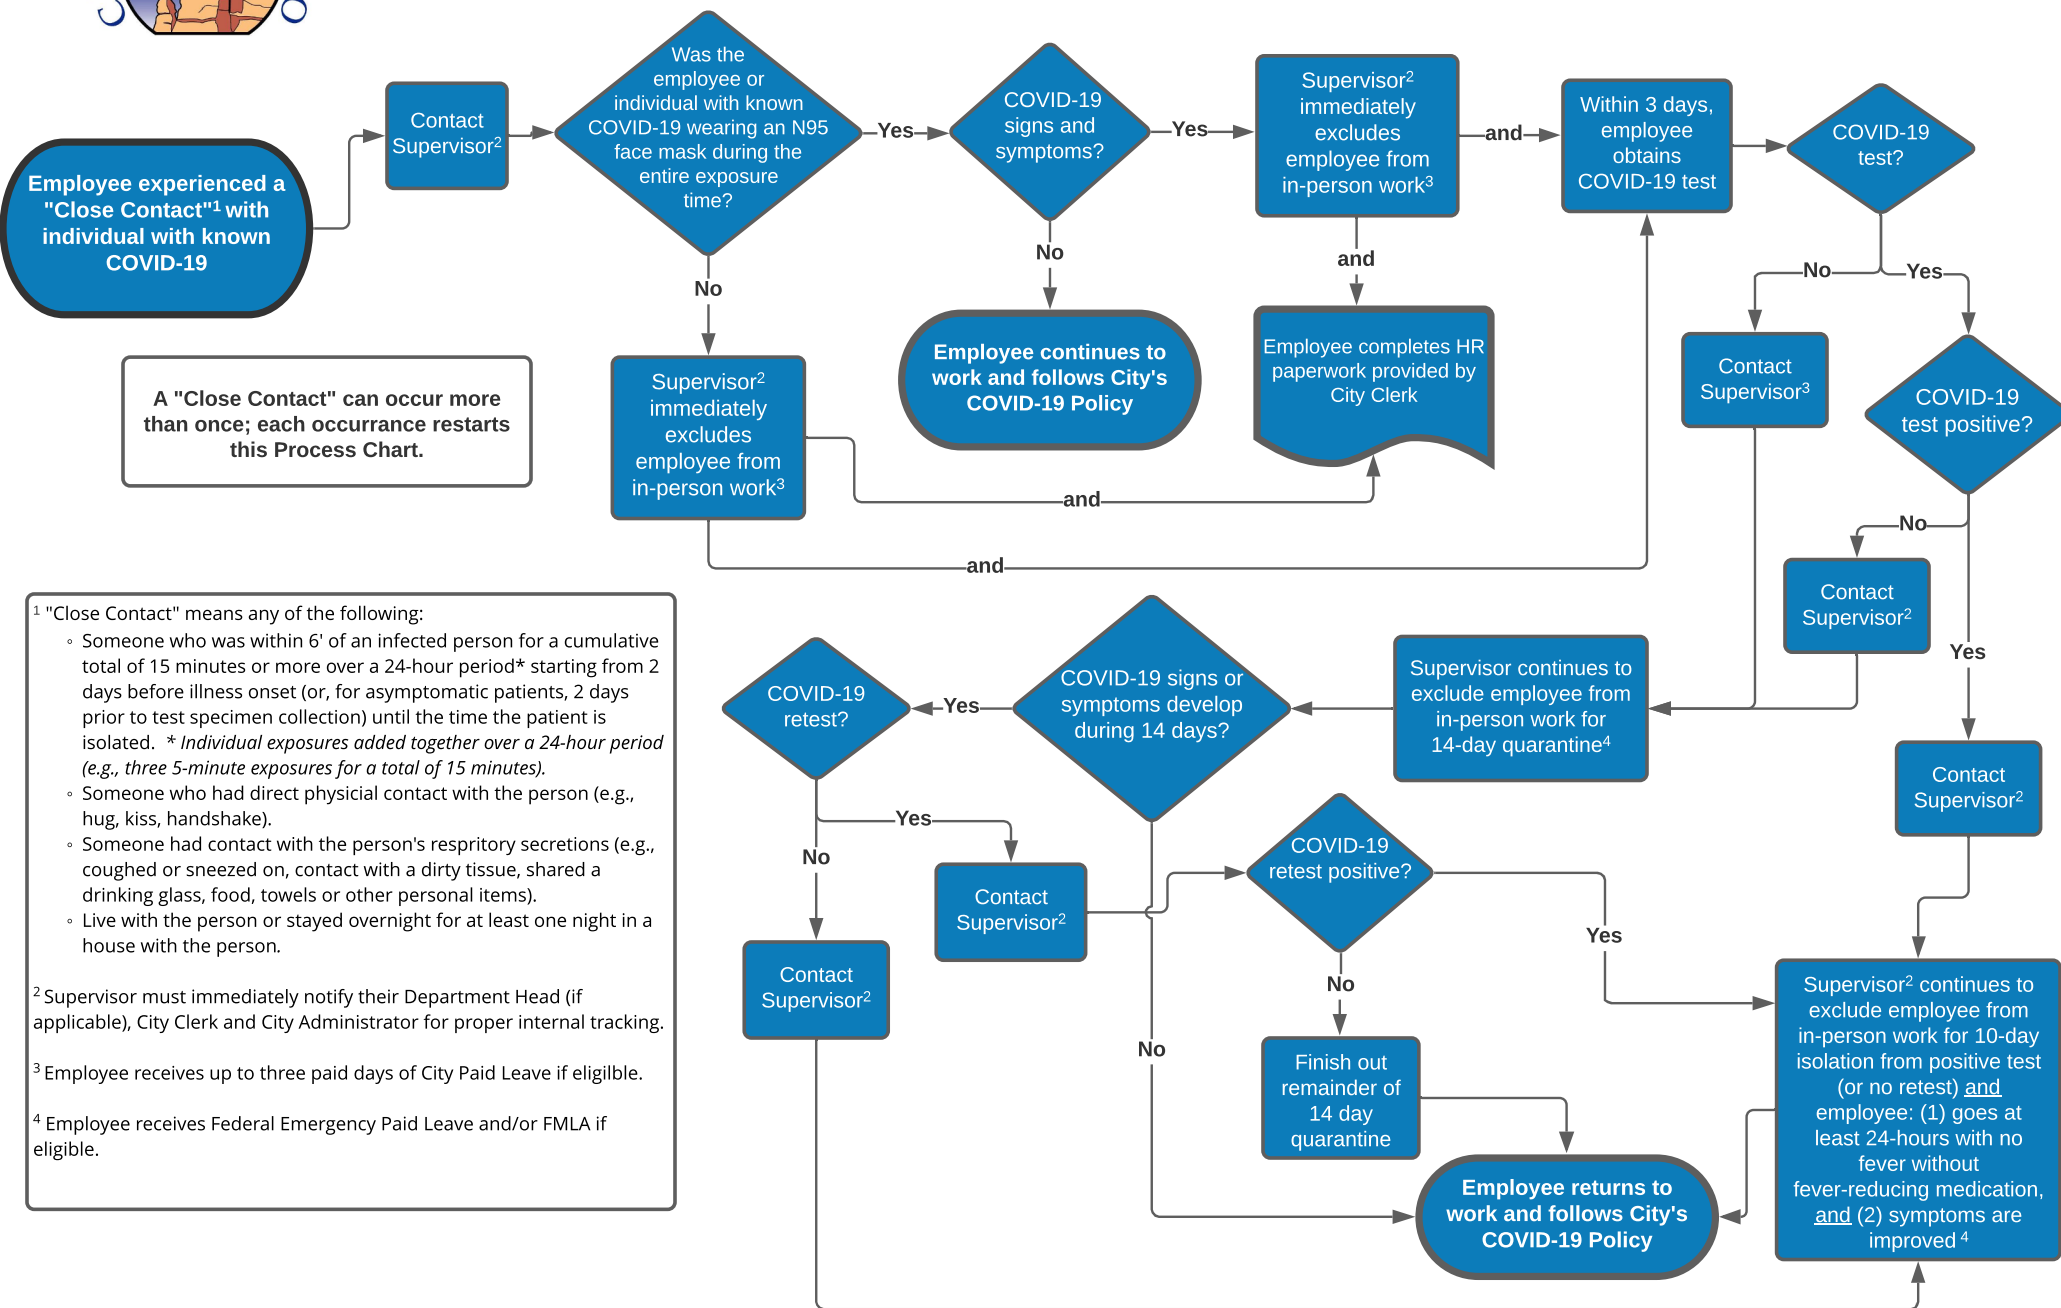 Employee experienced a
"Close Contact"¹ with
individual with known
COVID-19
Contact
Supervisor²
Was the
employee or
individual with known
COVID-19 wearing an N95
face mask during the
entire exposure
time?
Yes
COVID-19
signs and
symptoms?
Yes
Supervisor²
immediately
excludes
employee from
in-person work³
and
Within 3 days,
employee
obtains
COVID-19 test
COVID-19
test?
No
No
and
No
Yes
A "Close Contact" can occur more
than once; each occurrance restarts
this Process Chart.
Supervisor²
immediately
excludes
employee from
in-person work³
Employee continues to
work and follows City's
COVID-19 Policy
Employee completes HR
paperwork provided by
City Clerk
Contact
Supervisor³
COVID-19
test positive?
and
and
No
Contact
Supervisor²
Yes
¹ "Close Contact" means any of the following:
◦ Someone who was within 6' of an infected person for a cumulative
total of 15 minutes or more over a 24-hour period* starting from 2
days before illness onset (or, for asymptomatic patients, 2 days
prior to test specimen collection) until the time the patient is
isolated. * Individual exposures added together over a 24-hour period
(e.g., three 5-minute exposures for a total of 15 minutes).
◦ Someone who had direct physicial contact with the person (e.g.,
hug, kiss, handshake).
◦ Someone had contact with the person's respritory secretions (e.g.,
coughed or sneezed on, contact with a dirty tissue, shared a
drinking glass, food, towels or other personal items).
◦ Live with the person or stayed overnight for at least one night in a
house with the person.
² Supervisor must immediately notify their Department Head (if
applicable), City Clerk and City Administrator for proper internal tracking.
³ Employee receives up to three paid days of City Paid Leave if eligilble.
⁴ Employee receives Federal Emergency Paid Leave and/or FMLA if
eligible.
COVID-19
retest?
Yes
COVID-19 signs or
symptoms develop
during 14 days?
Supervisor continues to
exclude employee from
in-person work for
14-day quarantine⁴
Contact
Supervisor²
Yes
No
Contact
Supervisor²
Contact
Supervisor²
COVID-19
retest positive?
Yes
No
No
Finish out
remainder of
14 day
quarantine
Supervisor² continues to
exclude employee from
in-person work for 10-day
isolation from positive test
(or no retest) and
employee: (1) goes at
least 24-hours with no
fever without
fever-reducing medication,
and (2) symptoms are
improved ⁴
Employee returns to
work and follows City's
COVID-19 Policy